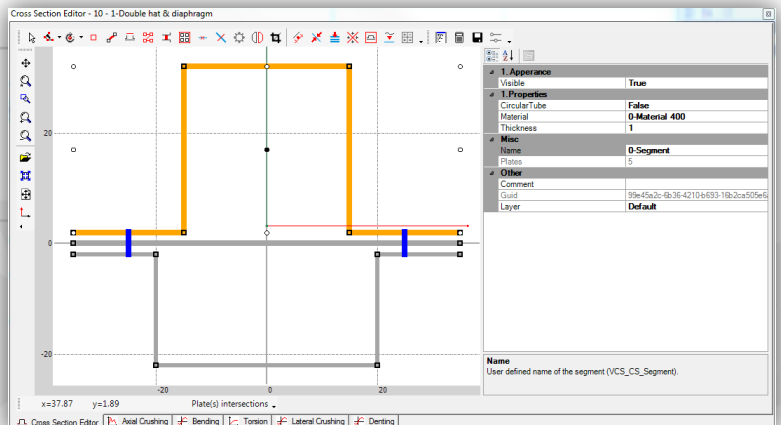 Cross Section Editor - 10 - 1-Double hat & diaphragm
1. Apperance
Visible True
1.Properties
CircularTube False
Material 0-Material 400
Thickness 1
Misc
Name 0-Segment
Plates 5
Other
Comment
Guid 99e45a2c-6b36-4210-b693-16b2ca505e6
Layer Default
20
0
-20
-20 0 20
Name
User defined name of the segment (VCS_CS_Segment).
x=37.87 y=1.89 Plate(s) intersections
Cross Section Editor Axial Crushing Bending Torsion Lateral Crushing Denting